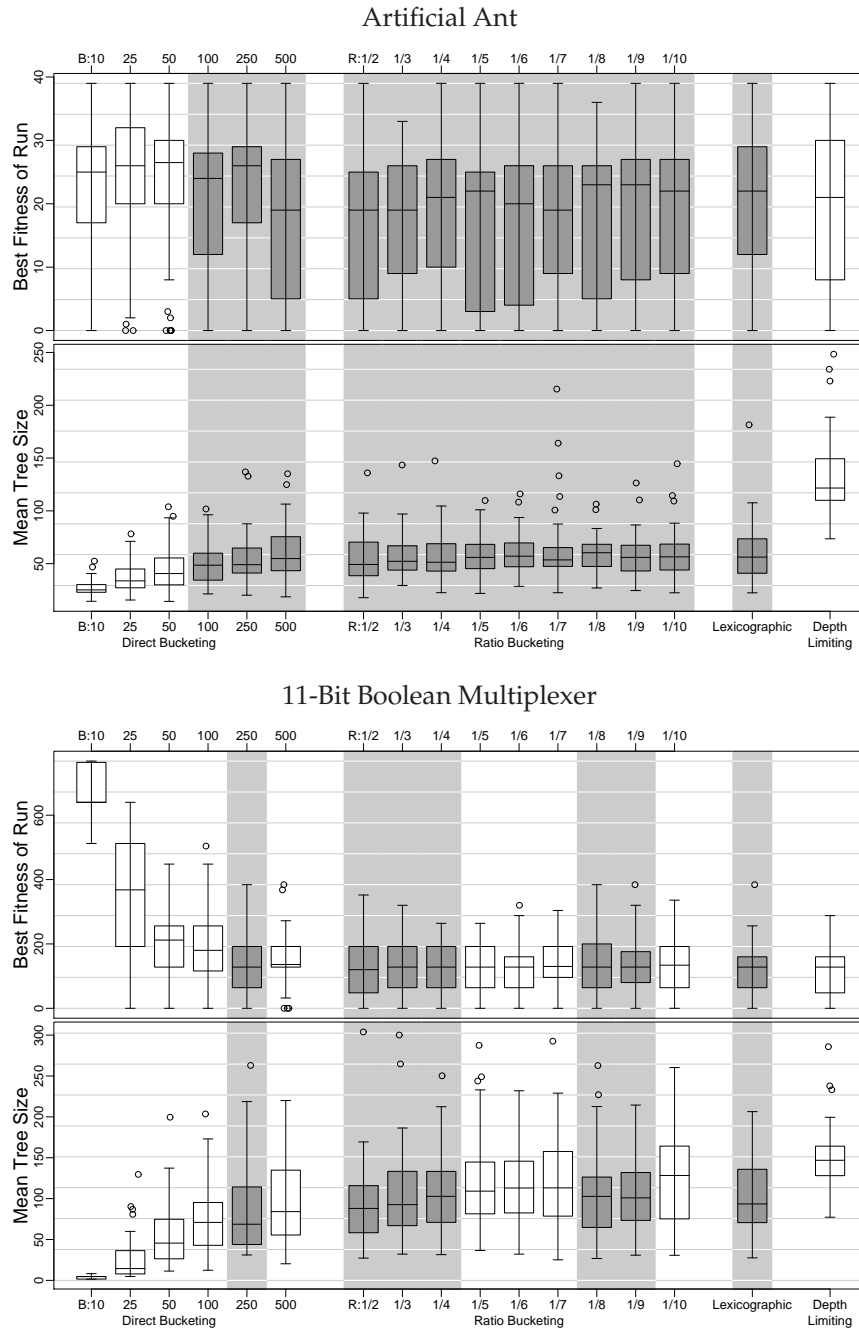 Artificial Ant
B:10 25 50 100 250 500 R:1/2 1/3 1/4 1/5 1/6 1/7 1/8 1/9 1/10
Best Fitness of Run
40
30
20
10
0
Mean Tree Size
250
200
150
100
50
B:10 25 50 100 250 500 R:1/2 1/3 1/4 1/5 1/6 1/7 1/8 1/9 1/10 Lexicographic Depth
Direct Bucketing Ratio Bucketing Limiting
11-Bit Boolean Multiplexer
B:10 25 50 100 250 500 R:1/2 1/3 1/4 1/5 1/6 1/7 1/8 1/9 1/10
Best Fitness of Run
600
400
200
0
Mean Tree Size
300
250
200
150
100
50
0
B:10 25 50 100 250 500 R:1/2 1/3 1/4 1/5 1/6 1/7 1/8 1/9 1/10 Lexicographic Depth
Direct Bucketing Ratio Bucketing Limiting